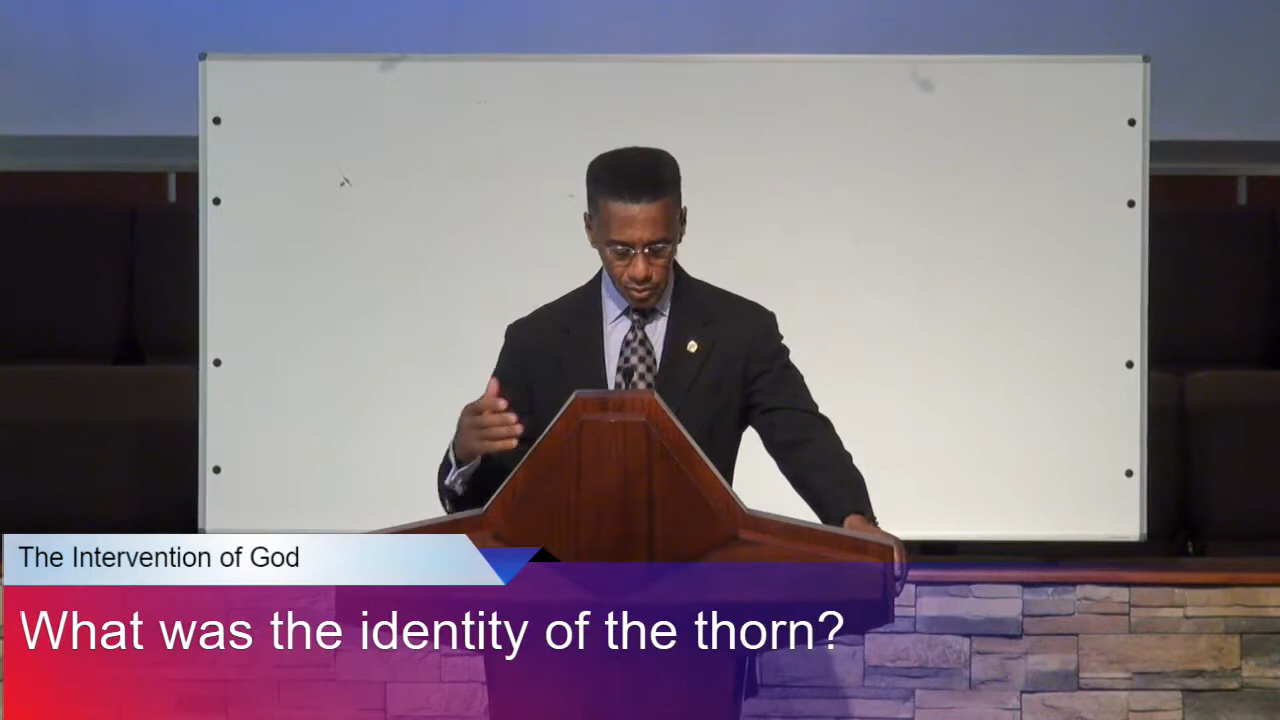 The Intervention of God
What was the identity of the thorn?